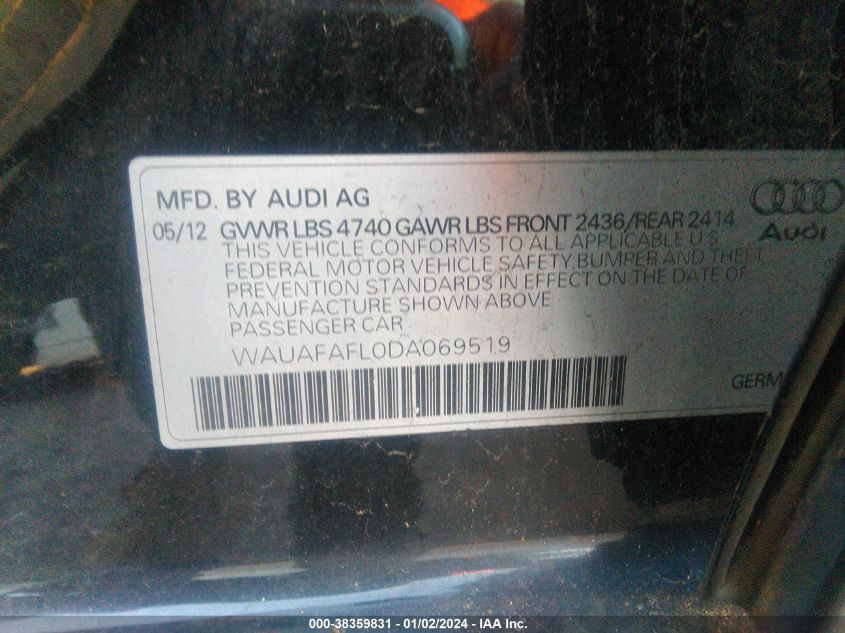 MFD. BY AUDI AG
05/12 GVWR LBS 4740 GAWR LBS FRONT 2436/REAR 2414
THIS VEHICLE CONFORMS TO ALL APPLICABLE U.S.
FEDERAL MOTOR VEHICLE SAFETY BUMPER AND THEFT
PREVENTION STANDARDS IN EFFECT ON THE DATE OF
MANUFACTURE SHOWN ABOVE
PASSENGER CAR
WAUAFAFL0DA069519
Audi
GERM
000-38359831 - 01/02/2024 - IAA Inc.